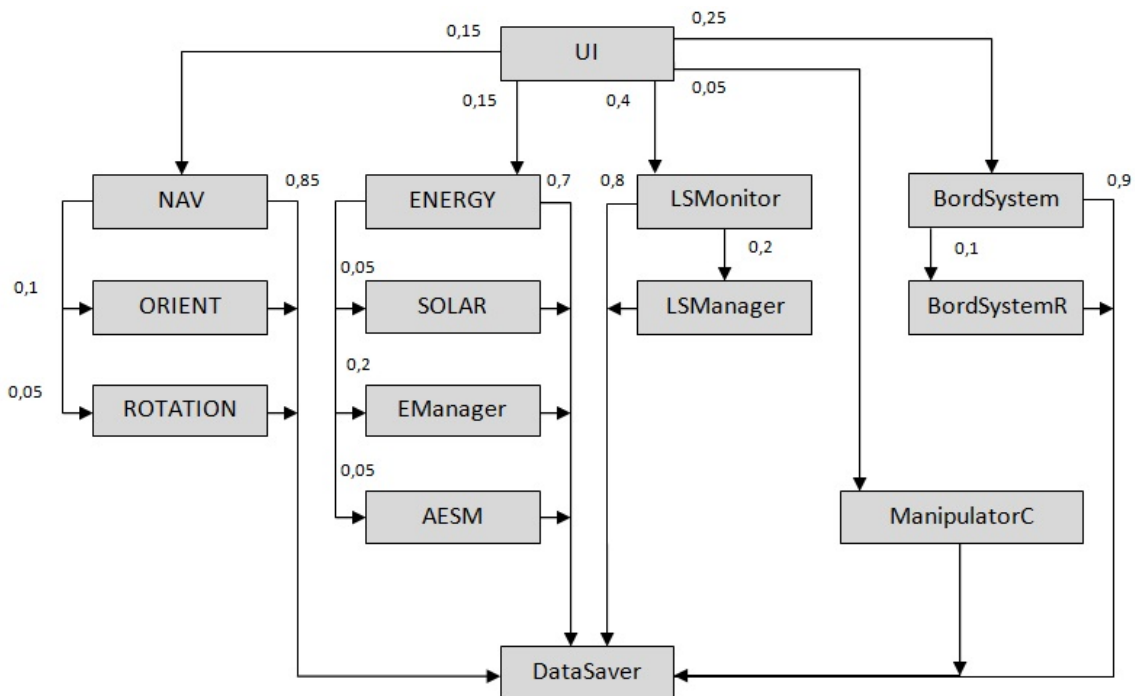 0,25
0,15
UI
0,05
0,15
0,4
0,85
0,7
0,8
0,9
NAV
ENERGY
LSMonitor
BordSystem
0,2
0,1
0,05
0,1
ORIENT
SOLAR
LSManager
BordSystemR
0,2
0,05
ROTATION
EManager
0,05
AESM
ManipulatorC
DataSaver